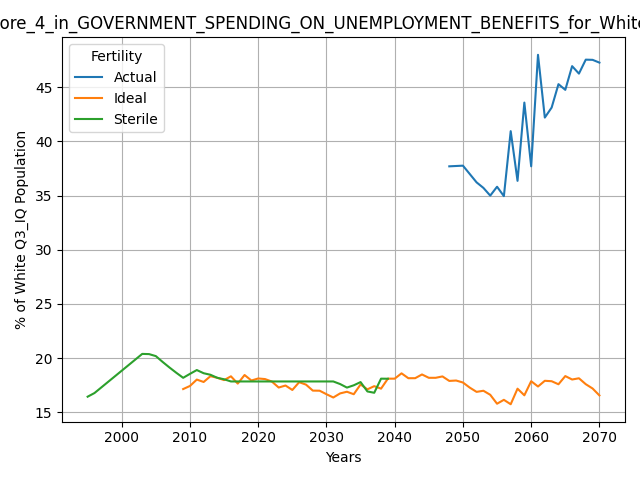 ore_4_in_GOVERNMENT_SPENDING_ON_UNEMPLOYMENT_BENEFITS_for_White
Fertility
Actual
Ideal
Sterile
% of White Q3_IQ Population
45
40
35
30
25
20
15
2000
2010
2020
2030
2040
2050
2060
2070
Years